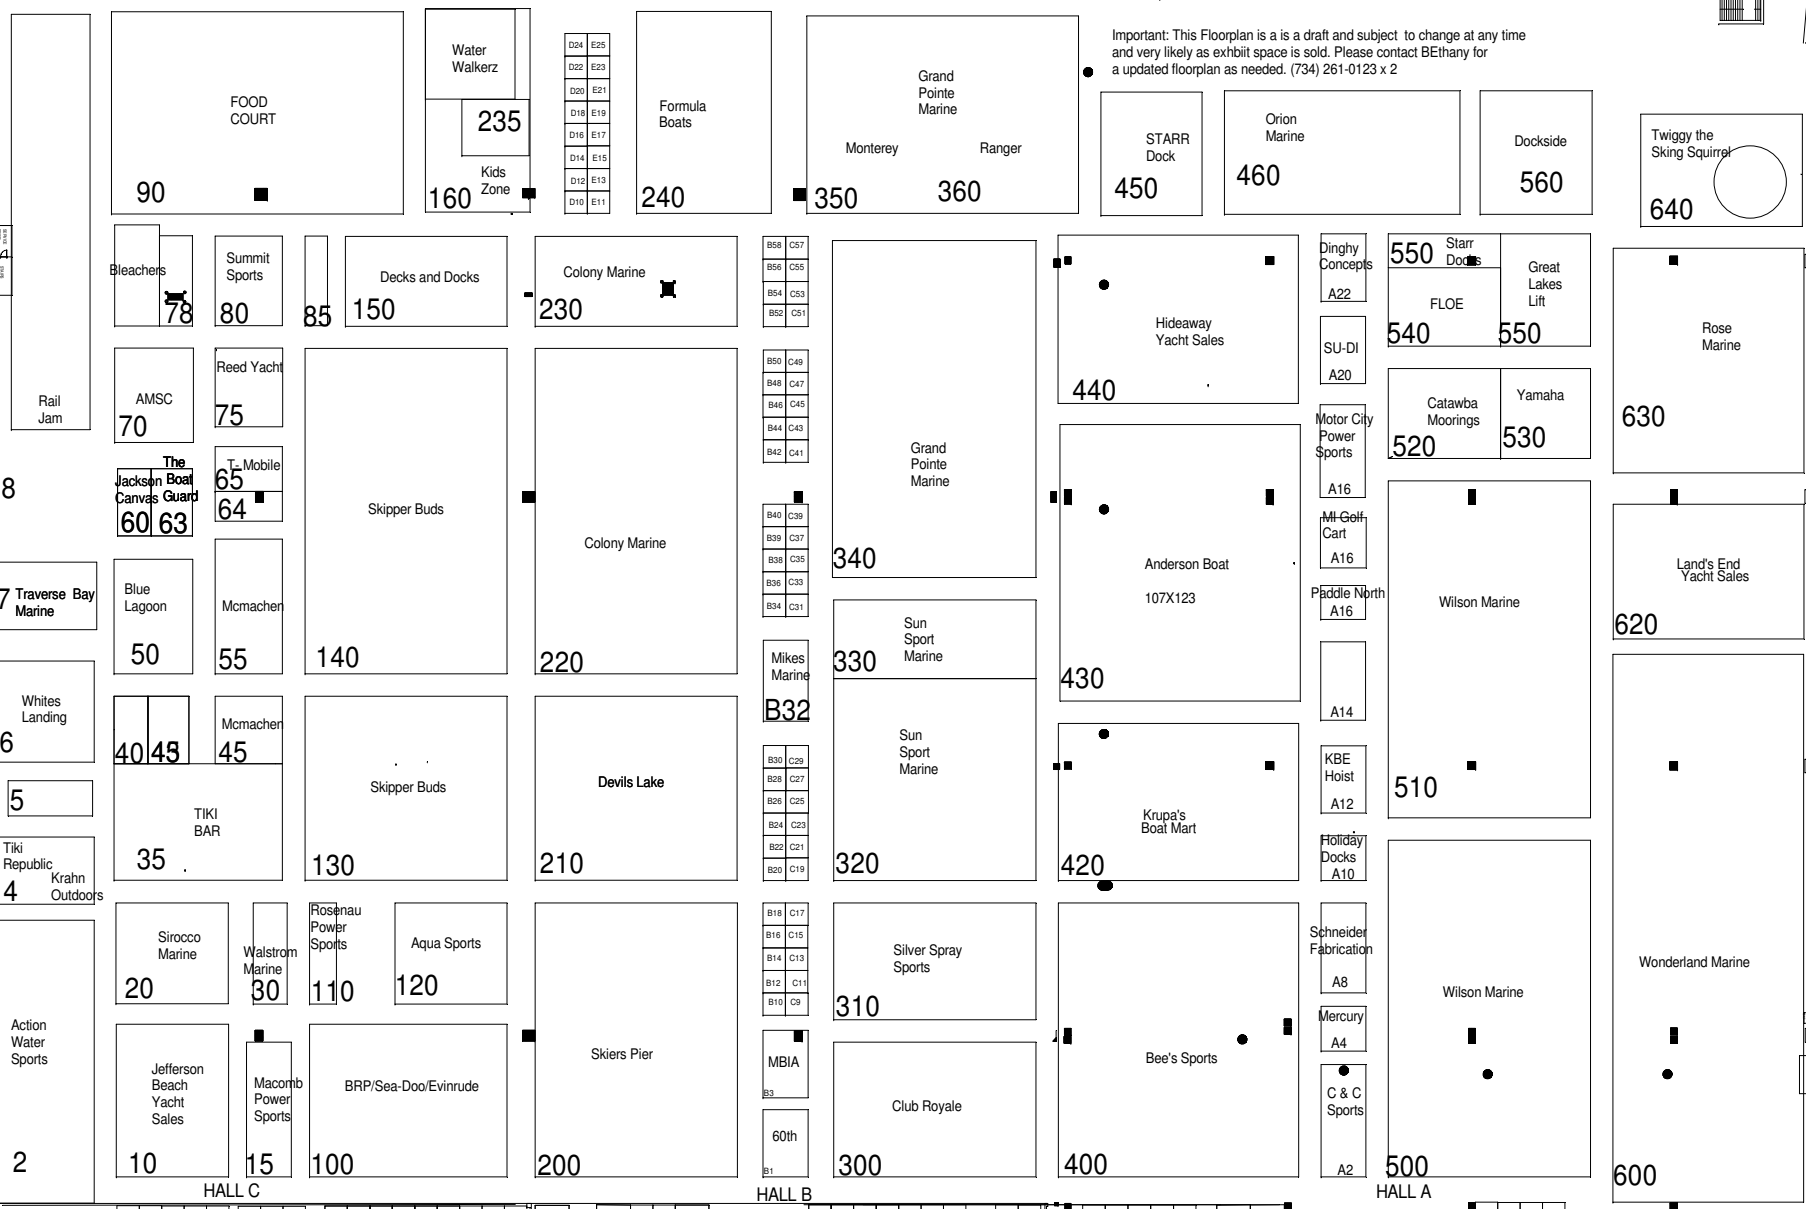 Important: This Floorplan is a is a draft and subject to change at any time
and very likely as exhbiit space is sold. Please contact BEthany for
a updated floorplan as needed. (734) 261-0123 x 2
FOOD
COURT
90
Water
Walkerz
235
Kids
Zone
160
D24 E25
D22 E23
D20 E21
D18 E19
D16 E17
D14 E15
D12 E13
D10 E11
Formula
Boats
240
Grand
Pointe
Marine
Monterey
Ranger
350
360
STARR
Dock
450
Orion
Marine
460
Dockside
560
Twiggy the
Sking Squirrel
640
Rail
Jam
Bleachers
78
Summit
Sports
80
85
Decks and Docks
150
Colony Marine
230
B58 C57
B56 C55
B54 C53
B52 C51
Grand
Pointe
Marine
340
Hideaway
Yacht Sales
440
Dinghy
Concepts
A22
550
Starr
Docks
FLOE
540
Great
Lakes
Lift
550
Rose
Marine
630
AMSC
70
Reed Yacht
75
Skipper Buds
140
Colony Marine
220
B50 C49
B48 C47
B46 C45
B44 C43
B42 C41
SU-DI
A20
Catawba
Moorings
520
Yamaha
530
Motor City
Power
Sports
A16
8
Jackson
Canvas
60
The
Boat
Guard
63
T- Mobile
65
64
B40 C39
B39 C37
B38 C35
B36 C33
B34 C31
Anderson Boat
107X123
430
MI Golf
Cart
A16
Paddle North
A16
Wilson Marine
510
Land's End
Yacht Sales
620
7
Traverse Bay
Marine
Blue
Lagoon
50
Mcmachen
55
Mikes
Marine
B32
Sun
Sport
Marine
330
A14
Whites
Landing
6
40
Mcmachen
45
Skipper Buds
130
Devils Lake
210
B30 C29
B28 C27
B26 C25
B24 C23
B22 C21
B20 C19
Sun
Sport
Marine
320
Krupa's
Boat Mart
420
KBE
Hoist
A12
Holiday
Docks
A10
5
TIKI
BAR
35
Tiki
Republic
4
Krahn
Outdoors
Sirocco
Marine
20
Walstrom
Marine
30
Rosenau
Power
Sports
110
Aqua Sports
120
Skiers Pier
200
B18 C17
B16 C15
B14 C13
B12 C11
B10 C9
Silver Spray
Sports
310
Bee's Sports
400
Schneider
Fabrication
A8
Mercury
A4
Wilson Marine
500
Wonderland Marine
600
Action
Water
Sports
2
Jefferson
Beach
Yacht
Sales
10
Macomb
Power
Sports
15
BRP/Sea-Doo/Evinrude
100
MBIA
B3
60th
B1
Club Royale
300
C & C
Sports
A2
HALL C
HALL B
HALL A